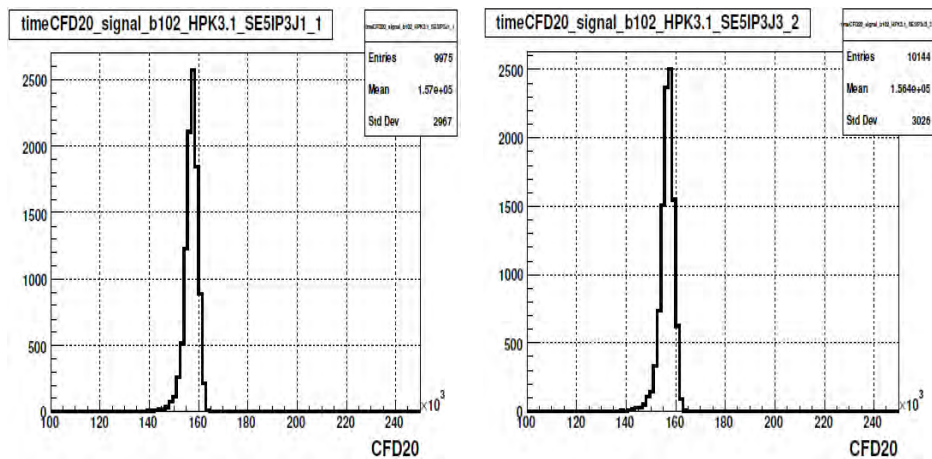 timeCFD20_signal_b102_HPK3.1_SE5IP3J1_1
timeCFD20_signal_b102_HPK3.1_SE5IP3J1_1
Entries 9975
Mean 1.57e+05
Std Dev 2967
2500
2000
1500
1000
500
0
100 120 140 160 180 200 220 240
×10³
CFD20
timeCFD20_signal_b102_HPK3.1_SE5IP3J3_2
Entries 10144
Mean 1.564e+05
Std Dev 3026
2500
2000
1500
1000
500
0
100 120 140 160 180 200 220 240
×10³
CFD20